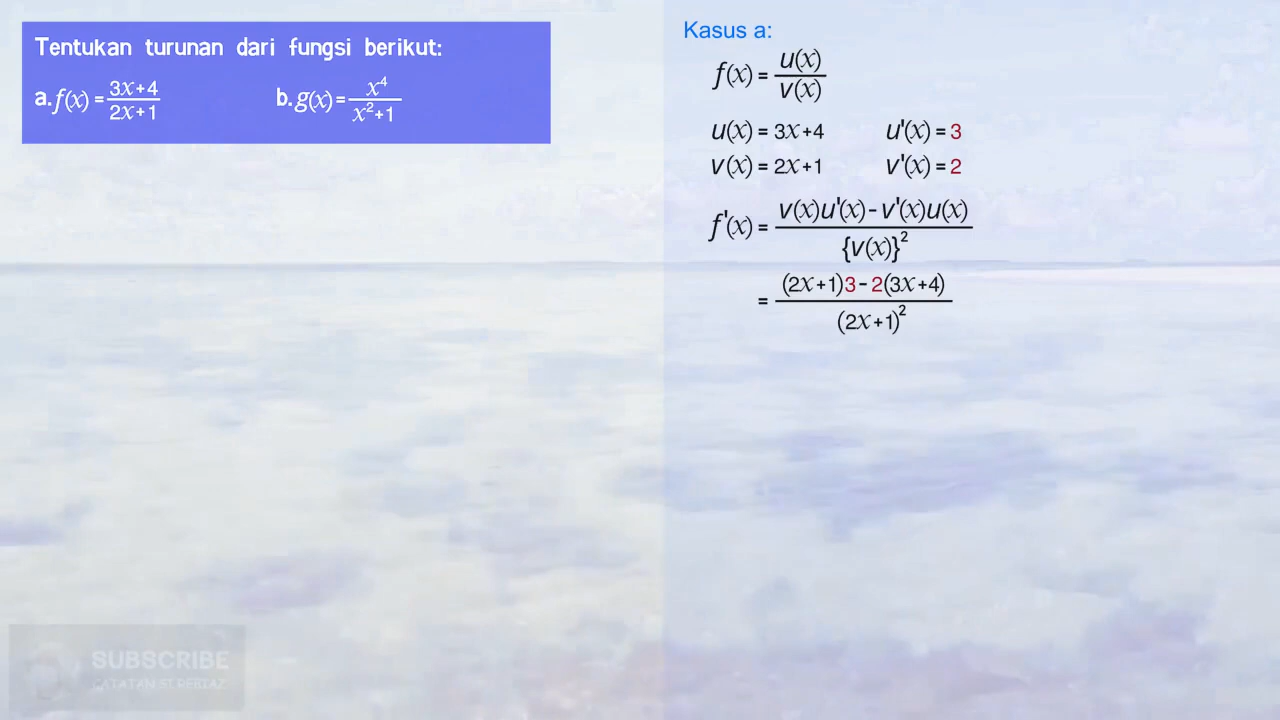 Tentukan turunan dari fungsi berikut:
a. f(x) = (3x+4)/(2x+1) b. g(x) = x⁴/(x²+1)
Kasus a:
f(x) = u(x)/v(x)
u(x) = 3x+4 u'(x) = 3
v(x) = 2x+1 v'(x) = 2
f'(x) = (v(x)u'(x) - v'(x)u(x))/{v(x)}²
= ((2x+1)3 - 2(3x+4))/(2x+1)²
SUBSCRIBE